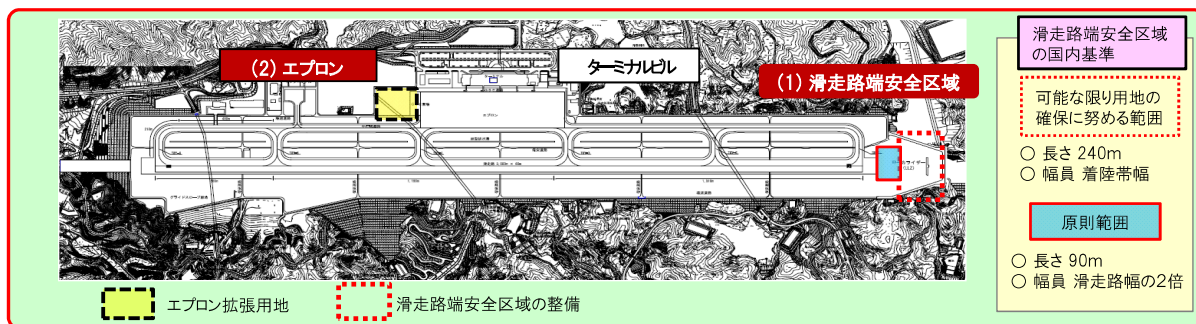 (2) エプロン
ターミナルビル
(1) 滑走路端安全区域
エプロン
エプロン拡張用地
滑走路端安全区域の整備
滑走路端安全区域
の国内基準
可能な限り用地の
確保に努める範囲
○ 長さ 240m
○ 幅員 着陸帯幅
原則範囲
○ 長さ 90m
○ 幅員 滑走路幅の2倍